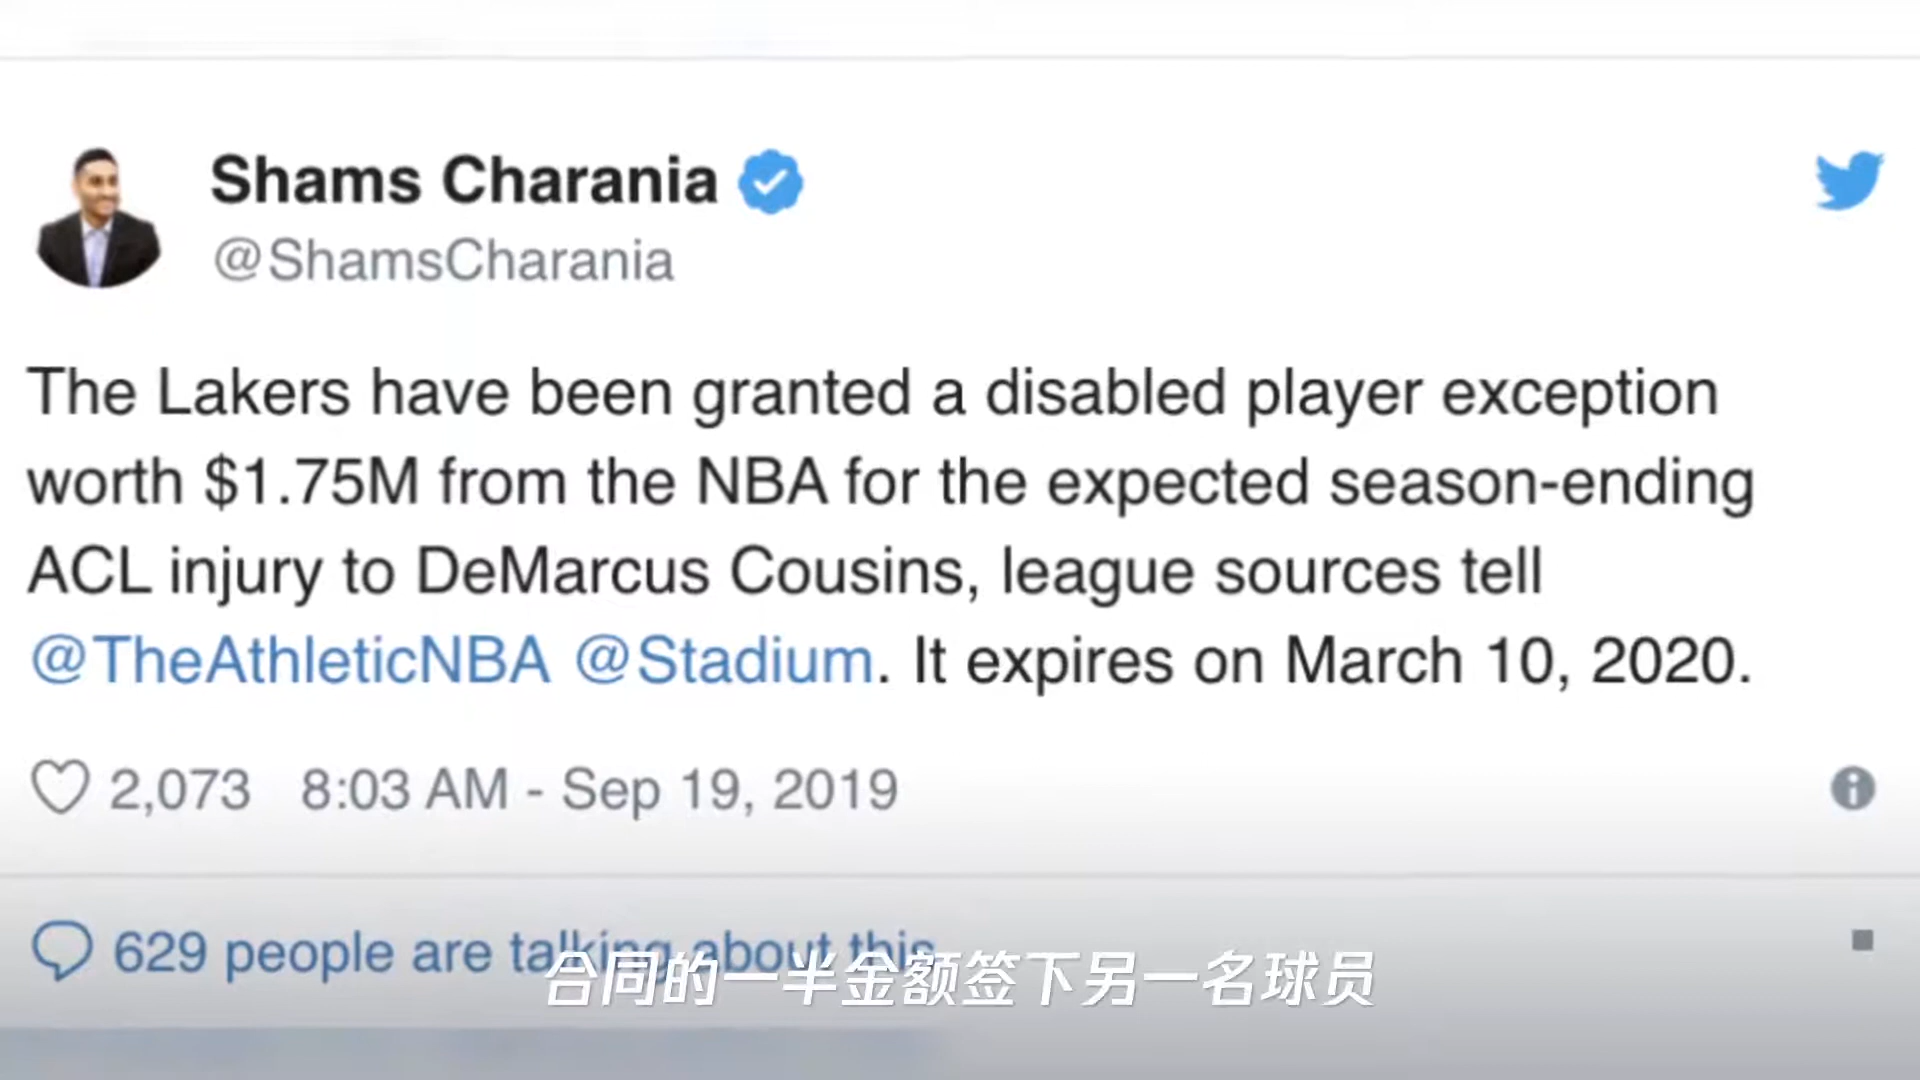 Shams Charania
@ShamsCharania
The Lakers have been granted a disabled player exception
worth $1.75M from the NBA for the expected season-ending
ACL injury to DeMarcus Cousins, league sources tell
@TheAthleticNBA @Stadium. It expires on March 10, 2020.
2,073 8:03 AM - Sep 19, 2019
629 people are talking about this
合同的一半金额签下另一名球员